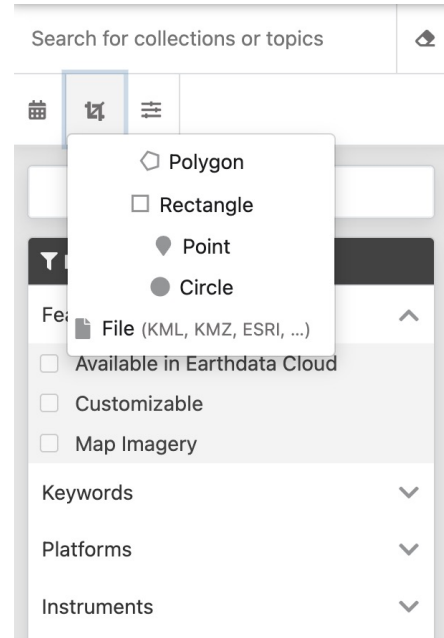 Search for collections or topics
Polygon
Rectangle
Point
Circle
File (KML, KMZ, ESRI, ...)
Available in Earthdata Cloud
Customizable
Map Imagery
Keywords
Platforms
Instruments